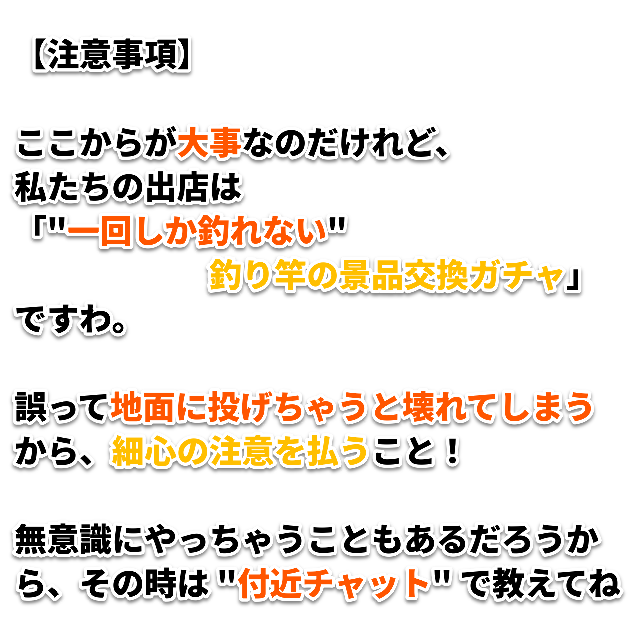 【注意事項】
ここからが大事なのだけれど、
私たちの出店は
「"一回しか釣れない"
釣り竿の景品交換ガチャ」
ですわ。
誤って地面に投げちゃうと壊れてしまう
から、細心の注意を払うこと！
無意識にやっちゃうこともあるだろうか
ら、その時は "付近チャット" で教えてね